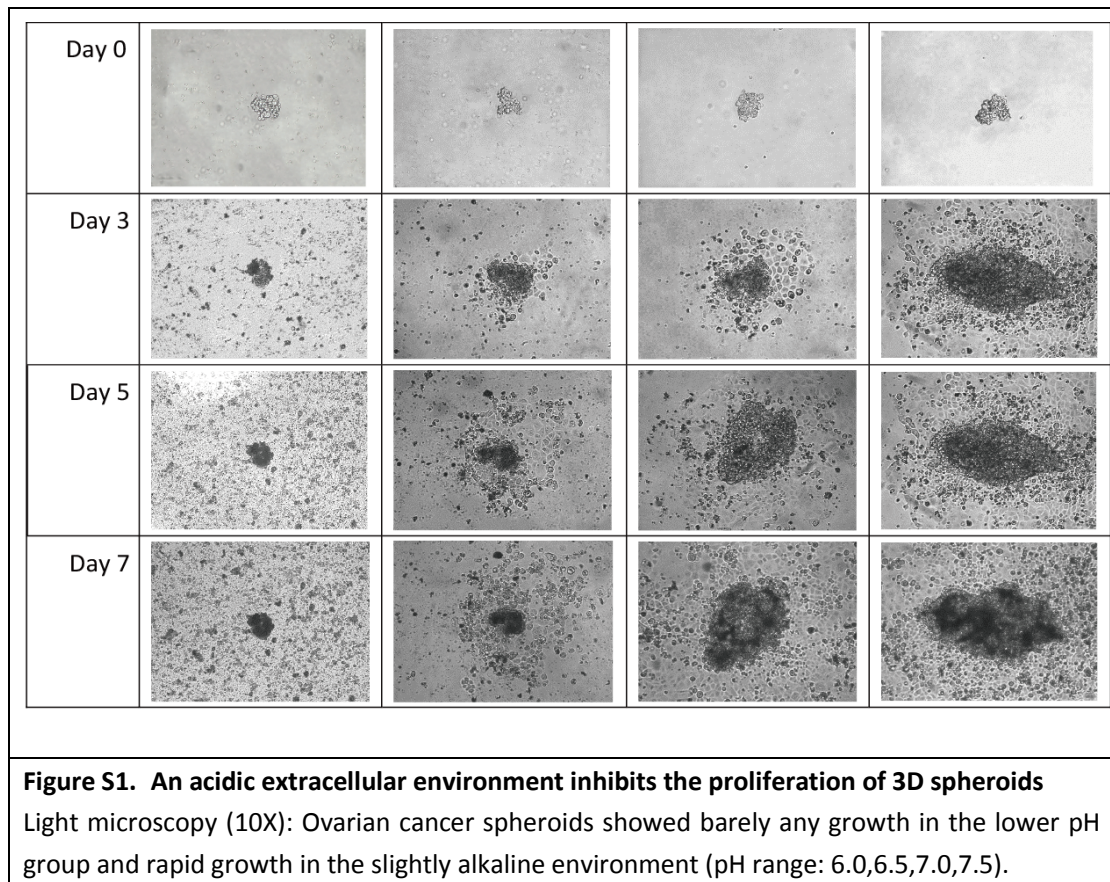 Day 0
Day 3
Day 5
Day 7
Figure S1. An acidic extracellular environment inhibits the proliferation of 3D spheroids
Light microscopy (10X): Ovarian cancer spheroids showed barely any growth in the lower pH
group and rapid growth in the slightly alkaline environment (pH range: 6.0,6.5,7.0,7.5).